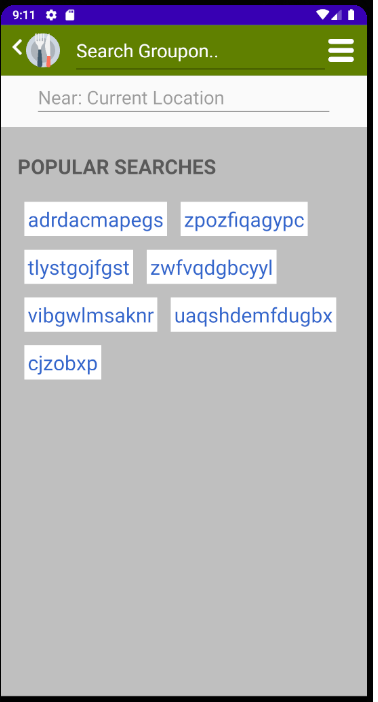 9:11
Search Groupon..
Near: Current Location
POPULAR SEARCHES
adrdacmapegs zpozfiqagypc
tlystgojfgst zwfvqdgbcyyl
vibgwlmsaknr uaqshdemfdugbx
cjzobxp